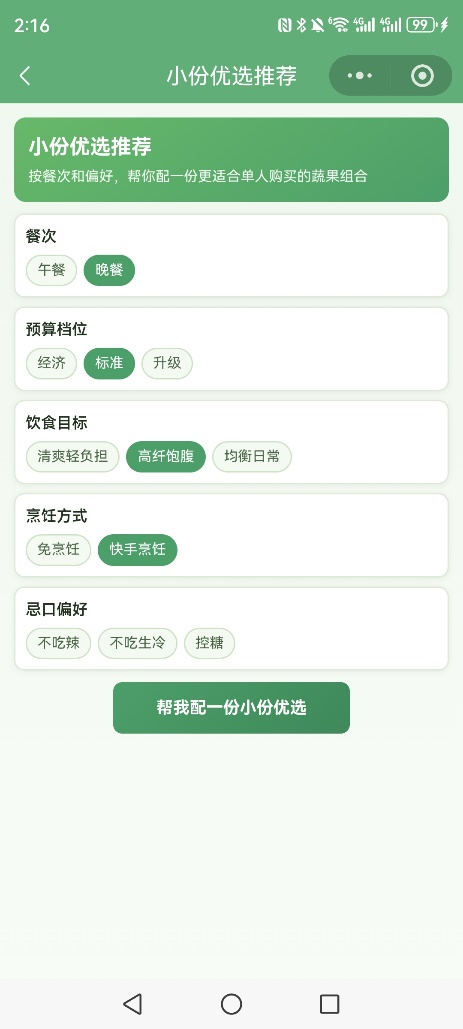 2:16
6 4G 4G 99
小份优选推荐
小份优选推荐
按餐次和偏好，帮你配一份更适合单人购买的蔬果组合
餐次
午餐 晚餐
预算档位
经济 标准 升级
饮食目标
清爽轻负担 高纤饱腹 均衡日常
烹饪方式
免烹饪 快手烹饪
忌口偏好
不吃辣 不吃生冷 控糖
帮我配一份小份优选